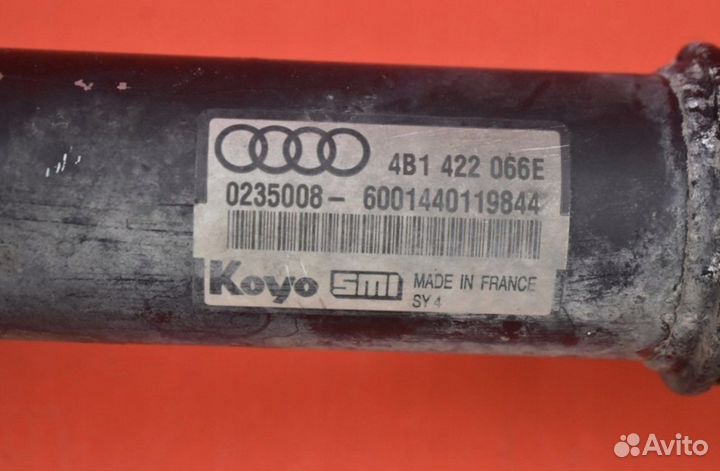 4B1 422 066E
0235008- 6001440119844
Koyo SMI MADE IN FRANCE
SY 4
Avito